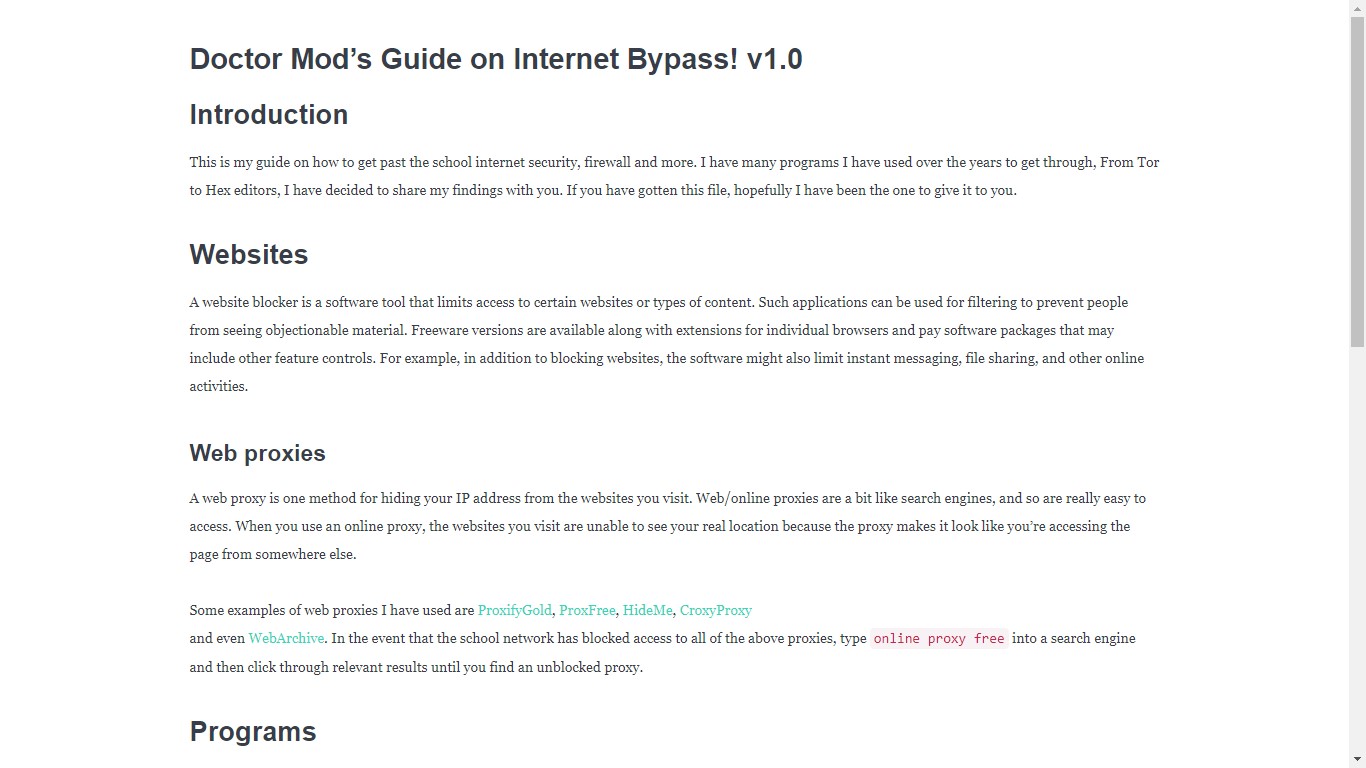 Doctor Mod’s Guide on Internet Bypass! v1.0
Introduction
This is my guide on how to get past the school internet security, firewall and more. I have many programs I have used over the years to get through, From Tor
to Hex editors, I have decided to share my findings with you. If you have gotten this file, hopefully I have been the one to give it to you.
Websites
A website blocker is a software tool that limits access to certain websites or types of content. Such applications can be used for filtering to prevent people
from seeing objectionable material. Freeware versions are available along with extensions for individual browsers and pay software packages that may
include other feature controls. For example, in addition to blocking websites, the software might also limit instant messaging, file sharing, and other online
activities.
Web proxies
A web proxy is one method for hiding your IP address from the websites you visit. Web/online proxies are a bit like search engines, and so are really easy to
access. When you use an online proxy, the websites you visit are unable to see your real location because the proxy makes it look like you’re accessing the
page from somewhere else.
Some examples of web proxies I have used are ProxifyGold, ProxFree, HideMe, CroxyProxy
and even WebArchive. In the event that the school network has blocked access to all of the above proxies, type online proxy free into a search engine
and then click through relevant results until you find an unblocked proxy.
Programs